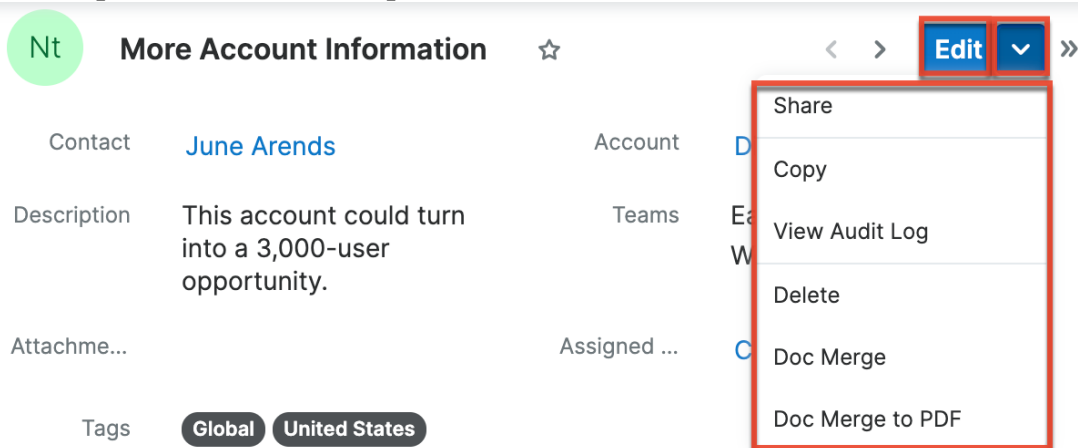 Nt More Account Information Edit
Share
Contact June Arends Account D
Copy
Description This account could turn Teams Ea
into a 3,000-user W
View Audit Log
opportunity.
Delete
Attachme... Assigned ... C
Doc Merge
Doc Merge to PDF
Tags Global United States